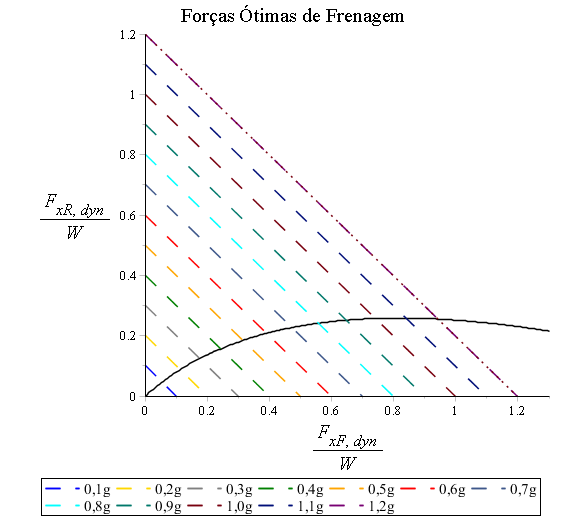 Forças Ótimas de Frenagem
1.2
1
0.8
F_xR, dyn
W
0.6
0.4
0.2
0
0 0.2 0.4 0.6 0.8 1 1.2
F_xF, dyn
W
0,1g 0,2g 0,3g 0,4g 0,5g 0,6g 0,7g
0,8g 0,9g 1,0g 1,1g 1,2g